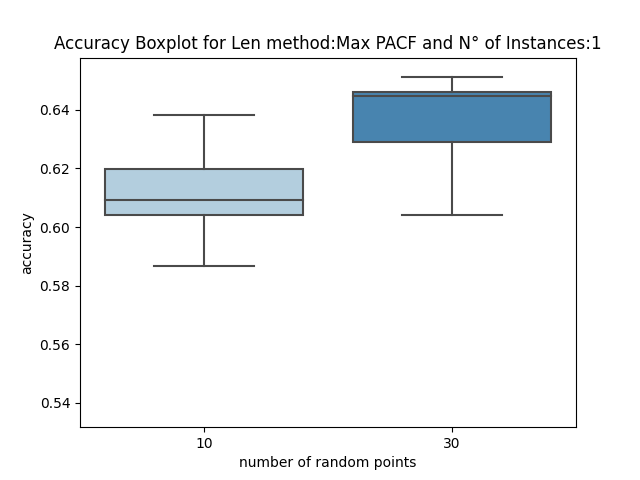 Accuracy Boxplot for Len method:Max PACF and N° of Instances:1
accuracy
0.64
0.62
0.60
0.58
0.56
0.54
10 30
number of random points